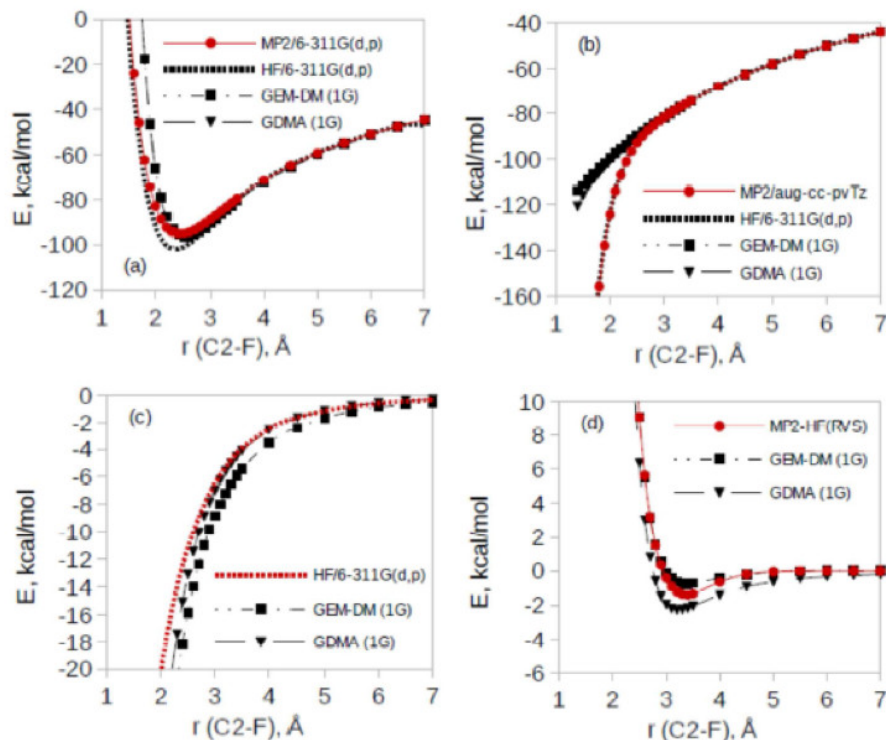 0
-20
-40
-60
-80
-100
-120
E, kcal/mol
MP2/6-311G(d,p)
HF/6-311G(d,p)
GEM-DM (1G)
GDMA (1G)
(a)
1 2 3 4 5 6 7
r (C2-F), Å
-40
-60
-80
-100
-120
-140
-160
E, kcal/mol
(b)
MP2/aug-cc-pvTz
HF/6-311G(d,p)
GEM-DM (1G)
GDMA (1G)
1 2 3 4 5 6 7
r (C2-F), Å
0
-2
-4
-6
-8
-10
-12
-14
-16
-18
-20
E, kcal/mol
(c)
HF/6-311G(d,p)
GEM-DM (1G)
GDMA (1G)
1 2 3 4 5 6 7
r (C2-F), Å
10
8
6
4
2
0
-2
-4
-6
E, kcal/mol
(d)
MP2-HF(RVS)
GEM-DM (1G)
GDMA (1G)
1 2 3 4 5 6 7
r (C2-F), Å